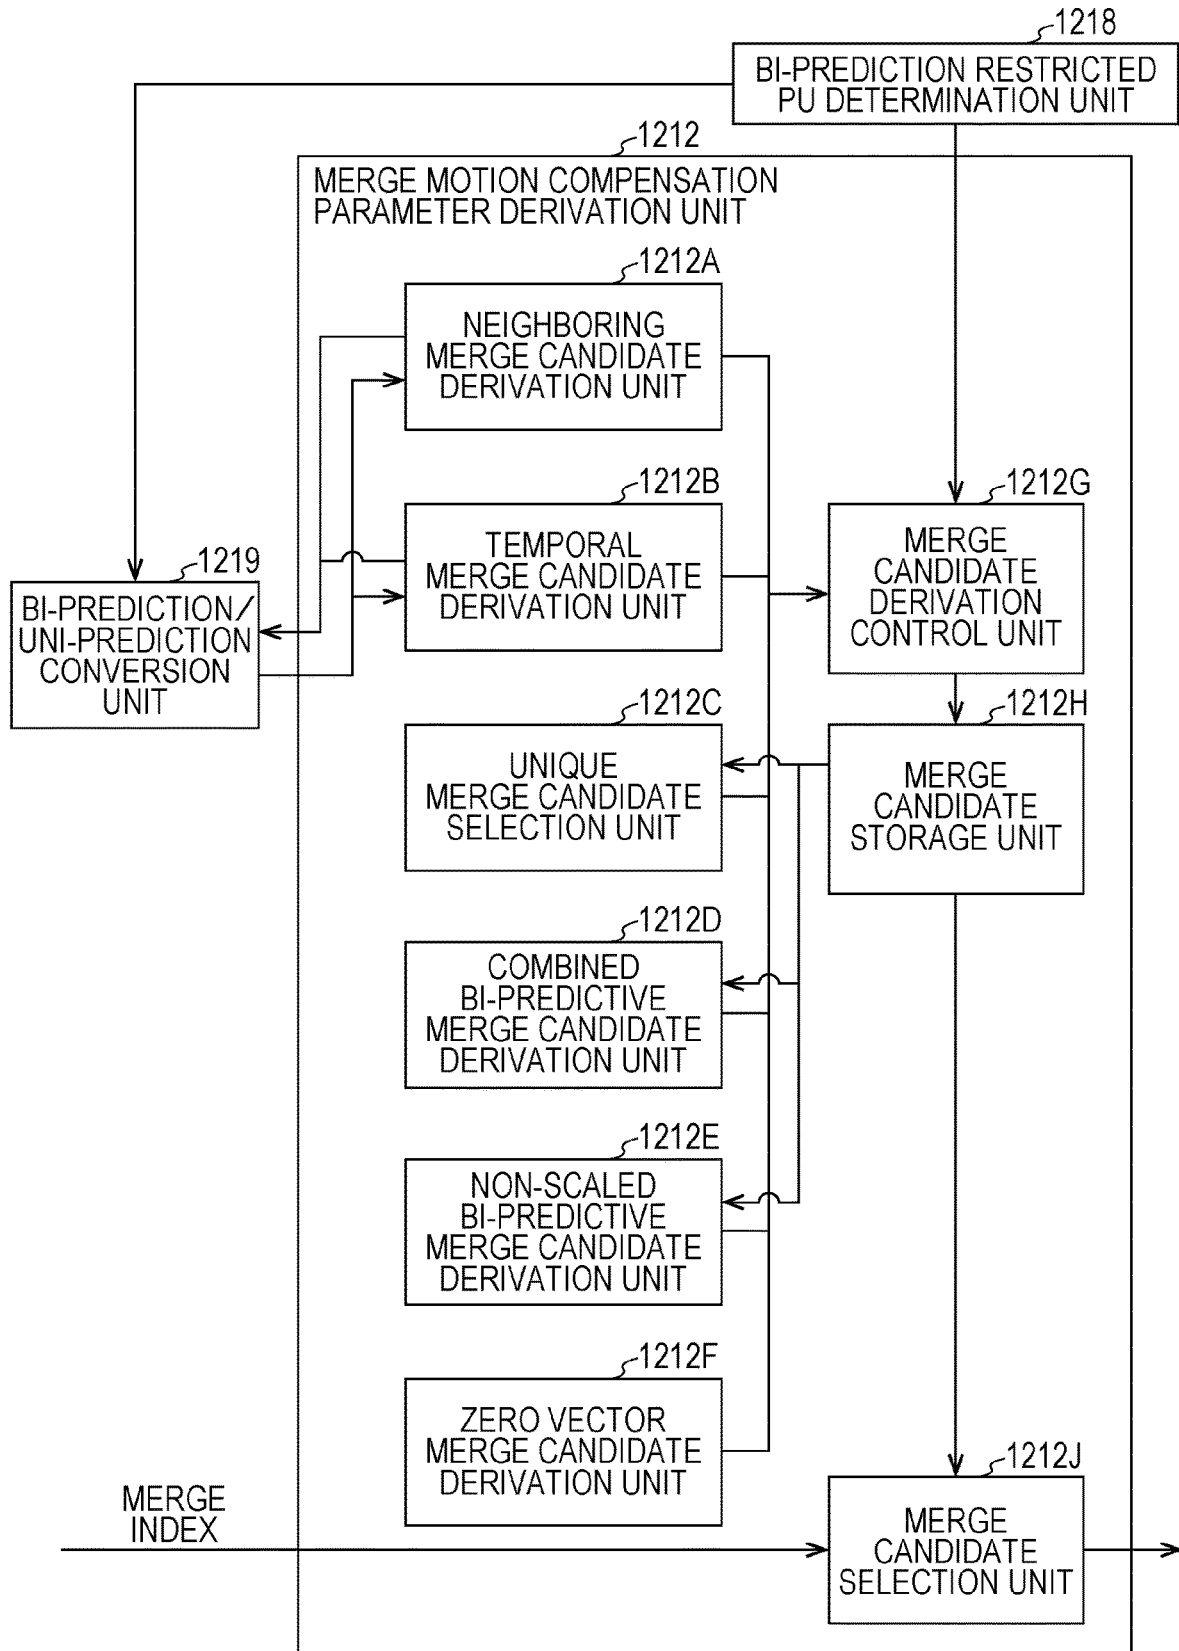 1218
BI-PREDICTION RESTRICTED
PU DETERMINATION UNIT
1212
MERGE MOTION COMPENSATION
PARAMETER DERIVATION UNIT
1212A
NEIGHBORING
MERGE CANDIDATE
DERIVATION UNIT
1212B
TEMPORAL
MERGE CANDIDATE
DERIVATION UNIT
1212G
MERGE
CANDIDATE
DERIVATION
CONTROL UNIT
1219
BI-PREDICTION/
UNI-PREDICTION
CONVERSION
UNIT
1212C
UNIQUE
MERGE CANDIDATE
SELECTION UNIT
1212H
MERGE
CANDIDATE
STORAGE UNIT
1212D
COMBINED
BI-PREDICTIVE
MERGE CANDIDATE
DERIVATION UNIT
1212E
NON-SCALED
BI-PREDICTIVE
MERGE CANDIDATE
DERIVATION UNIT
1212F
ZERO VECTOR
MERGE CANDIDATE
DERIVATION UNIT
MERGE
INDEX
1212J
MERGE
CANDIDATE
SELECTION UNIT